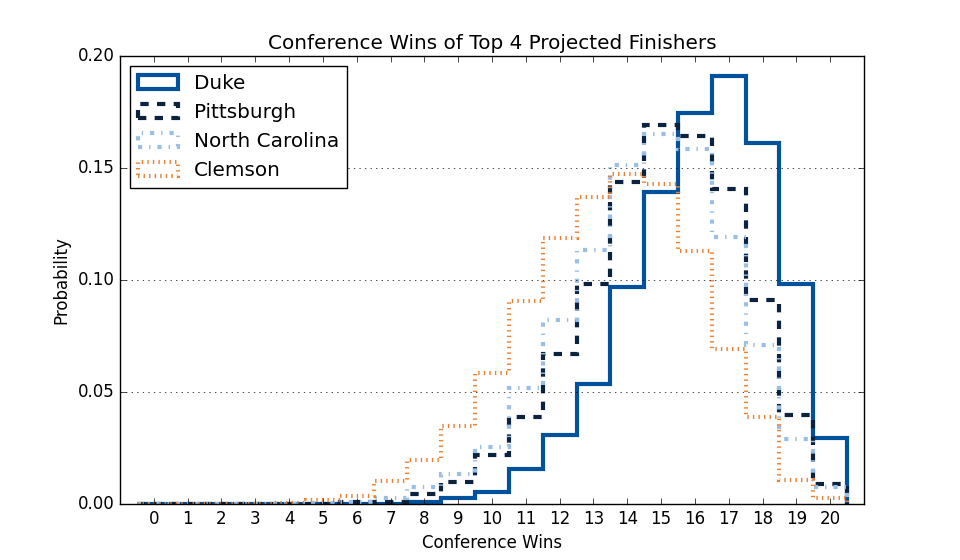 Conference Wins of Top 4 Projected Finishers
0.20
0.15
0.10
0.05
0.00
Probability
Duke
Pittsburgh
North Carolina
Clemson
0 1 2 3 4 5 6 7 8 9 10 11 12 13 14 15 16 17 18 19 20
Conference Wins